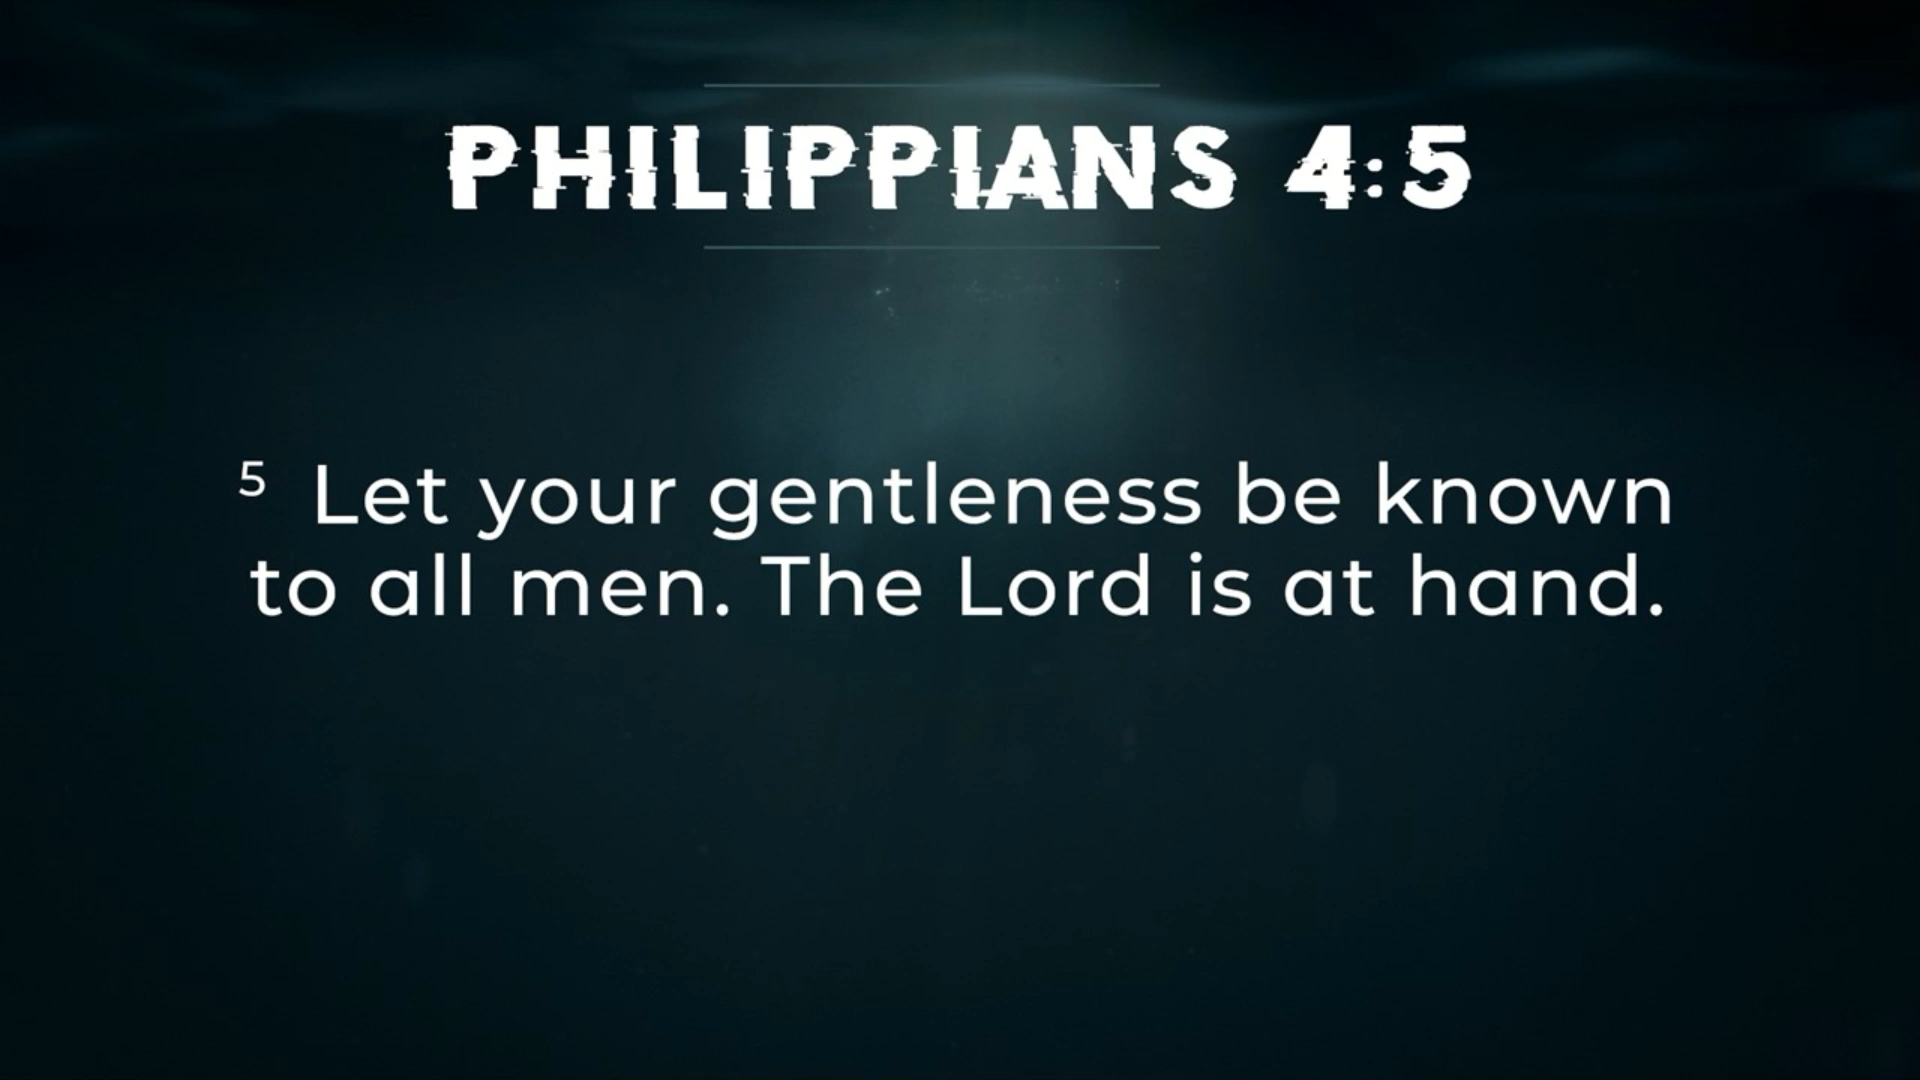 PHILIPPIANS 4:5
5 Let your gentleness be known
to all men. The Lord is at hand.